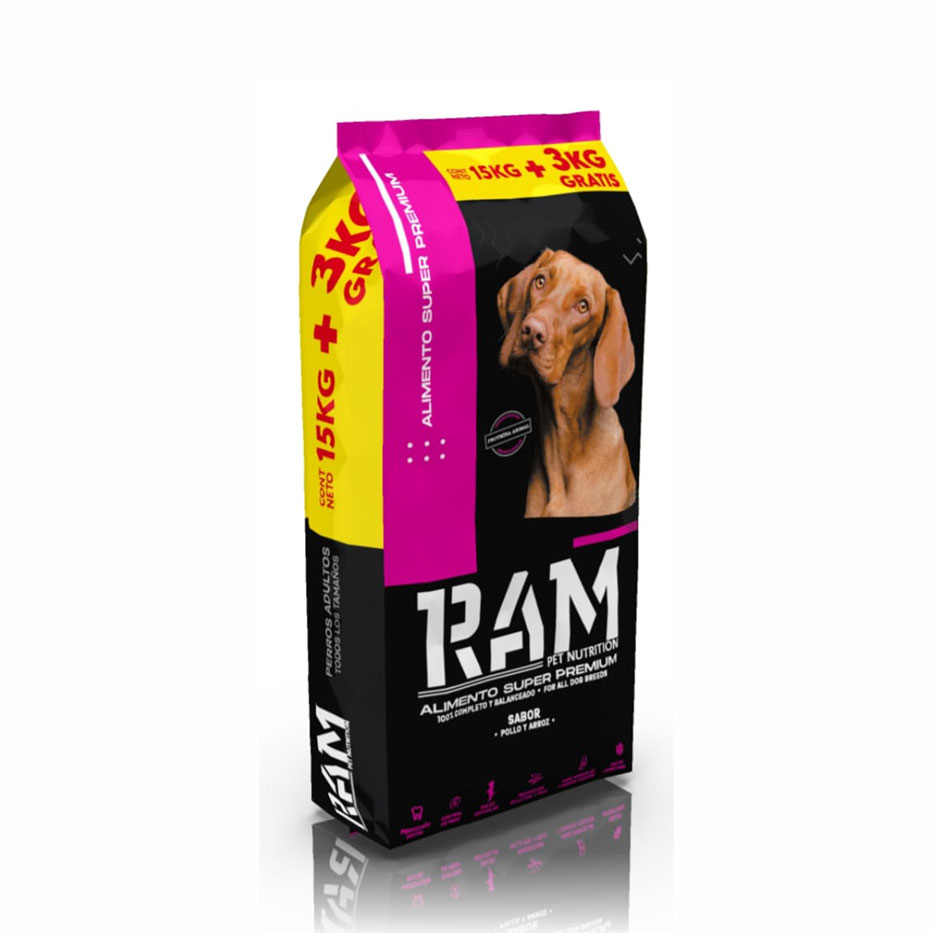 CONT
NETO 15KG + 3KG
GRATIS
ALIMENTO SUPER PREMIUM
PROTEÍNA ANIMAL
RAM
PET NUTRITION
ALIMENTO SUPER PREMIUM
100% COMPLETO Y BALANCEADO • FOR ALL DOG BREEDS
SABOR
• POLLO Y ARROZ •
CONT
NETO 15KG + 3KG
GR
PERROS ADULTOS
TODOS LOS TAMAÑOS
RAM
PET NUTRITION